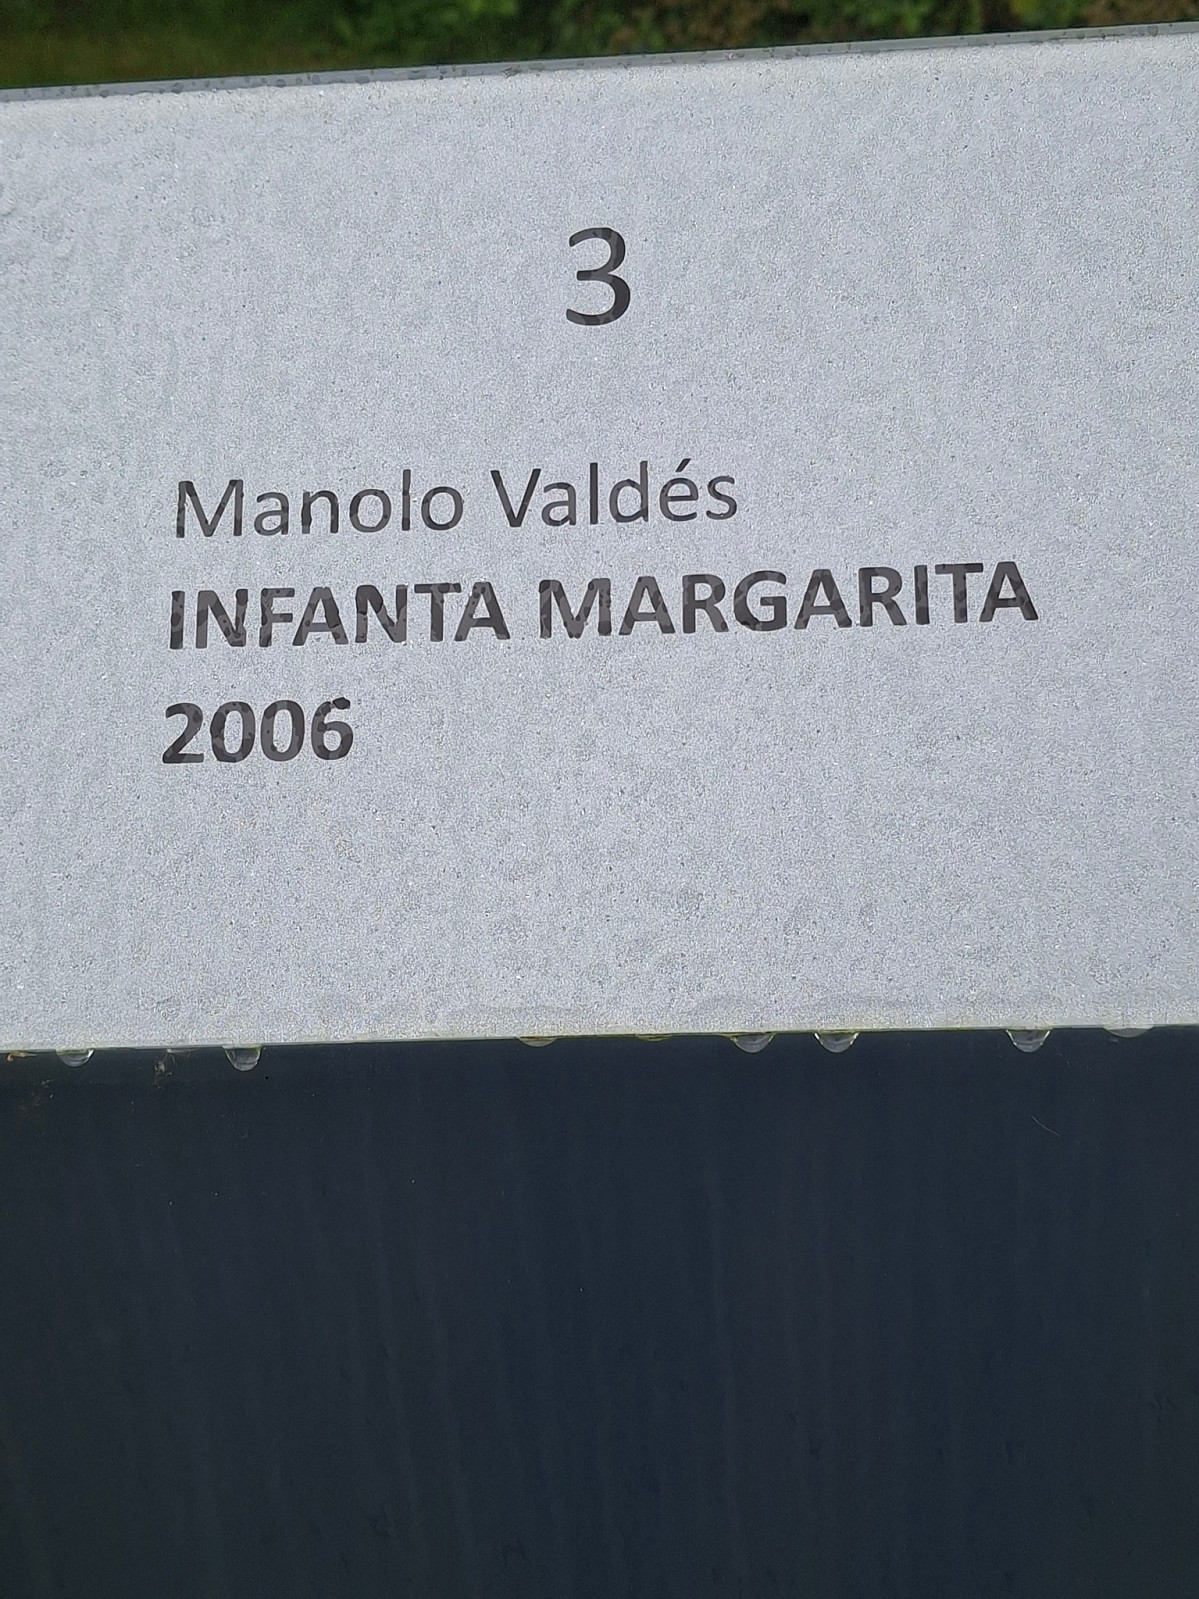 3
Manolo Valdés
INFANTA MARGARITA
2006